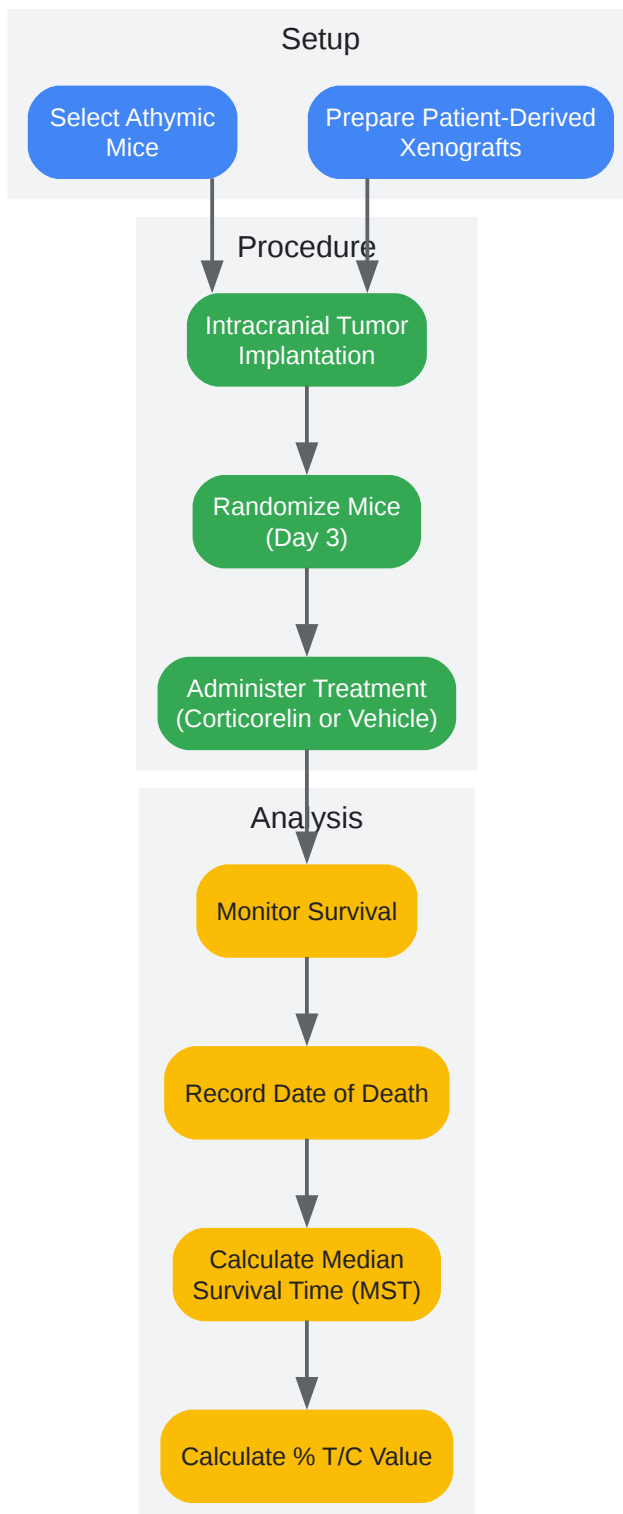 Setup
Select Athymic
Mice
Prepare Patient-Derived
Xenografts
Procedure
Intracranial Tumor
Implantation
Randomize Mice
(Day 3)
Administer Treatment
(Corticorelin or Vehicle)
Analysis
Monitor Survival
Record Date of Death
Calculate Median
Survival Time (MST)
Calculate % T/C Value